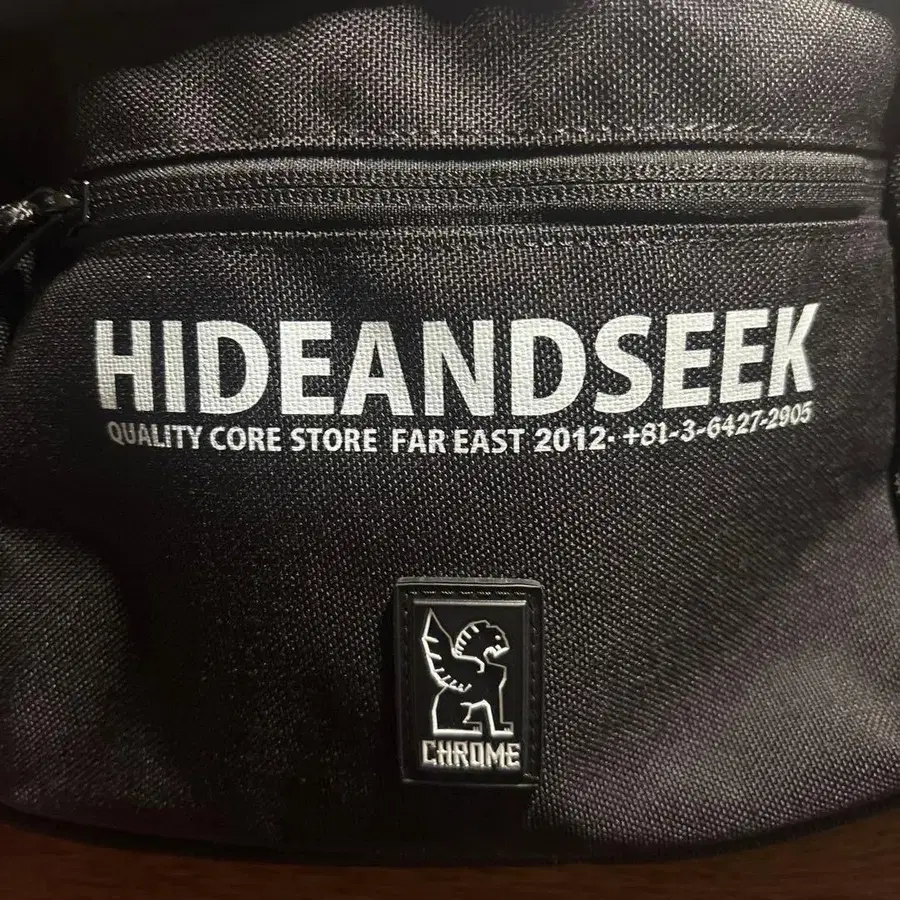 HIDEANDSEEK
QUALITY CORE STORE FAR EAST 2012· +81-3-6427-2905
CHROME